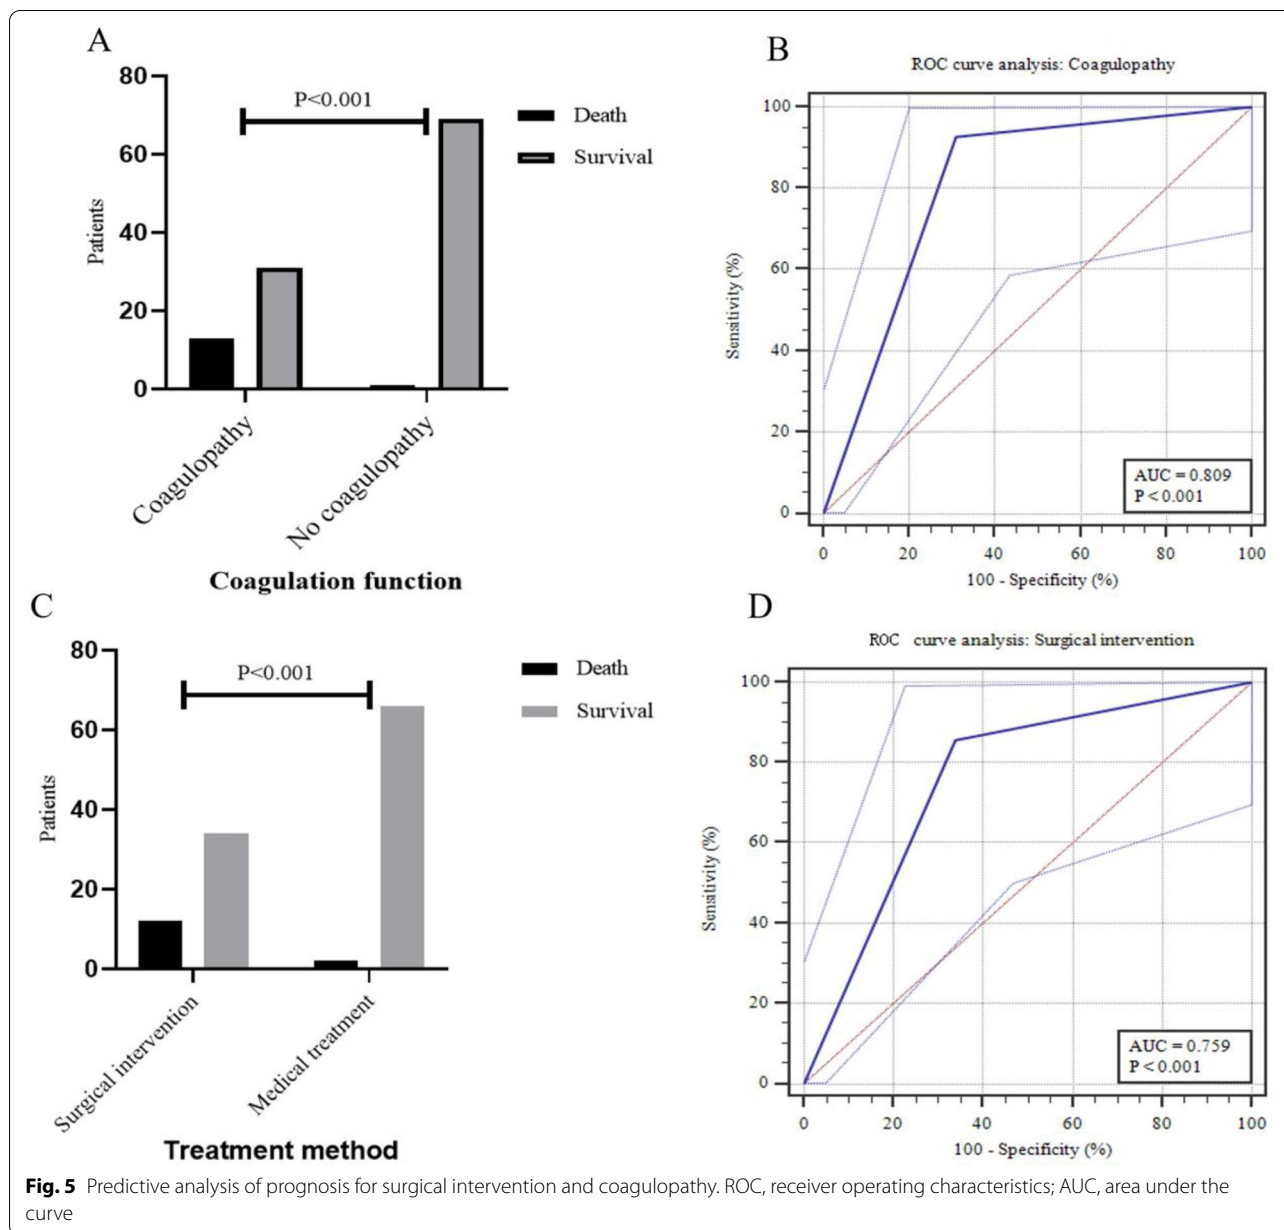 A
80
60
40
20
0
Patients
P<0.001
Death
Survival
Coagulopathy
No coagulopathy
Coagulation function
B
ROC curve analysis: Coagulopathy
100
80
60
40
20
0
Sensitivity (%)
AUC = 0.809
P < 0.001
0 20 40 60 80 100
100 - Specificity (%)
C
80
60
40
20
0
Patients
P<0.001
Death
Survival
Surgical intervention
Medical treatment
Treatment method
D
ROC curve analysis: Surgical intervention
100
80
60
40
20
0
Sensitivity (%)
AUC = 0.759
P < 0.001
0 20 40 60 80 100
100 - Specificity (%)
Fig. 5 Predictive analysis of prognosis for surgical intervention and coagulopathy. ROC, receiver operating characteristics; AUC, area under the
curve